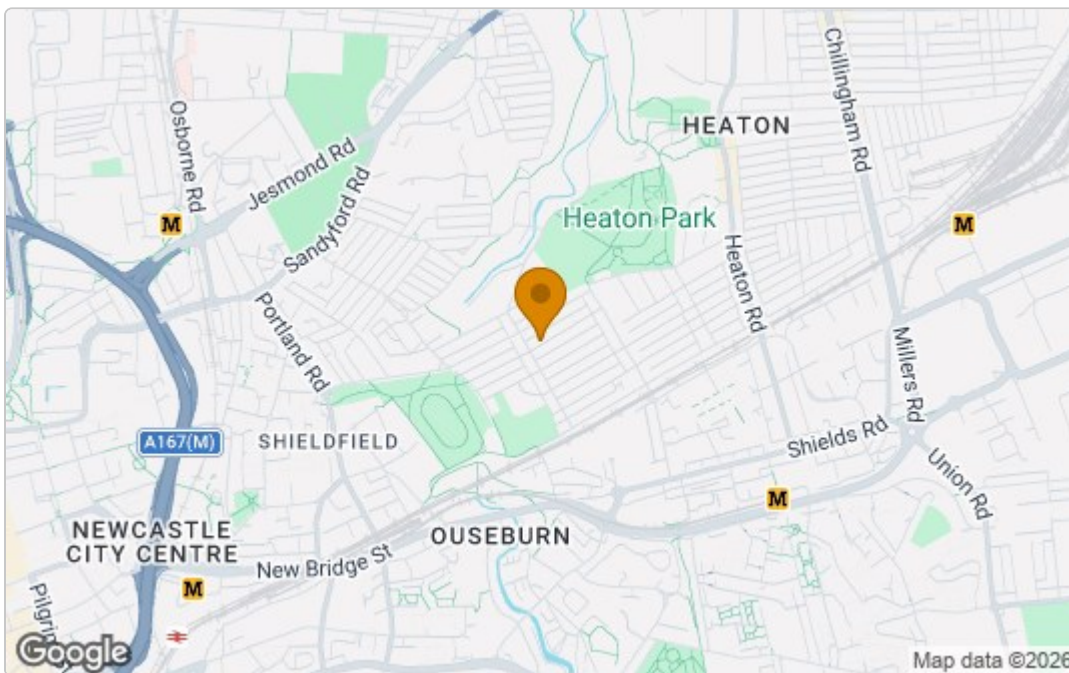 Osborne Rd
Jesmond Rd
Sandyford Rd
Portland Rd
HEATON
Chillingham Rd
Heaton Park
Heaton Rd
M
M
Millers Rd
A167(M)
SHIELDFIELD
Shields Rd
Union Rd
M
NEWCASTLE
CITY CENTRE
OUSEBURN
New Bridge St
M
Google
Map data ©2026